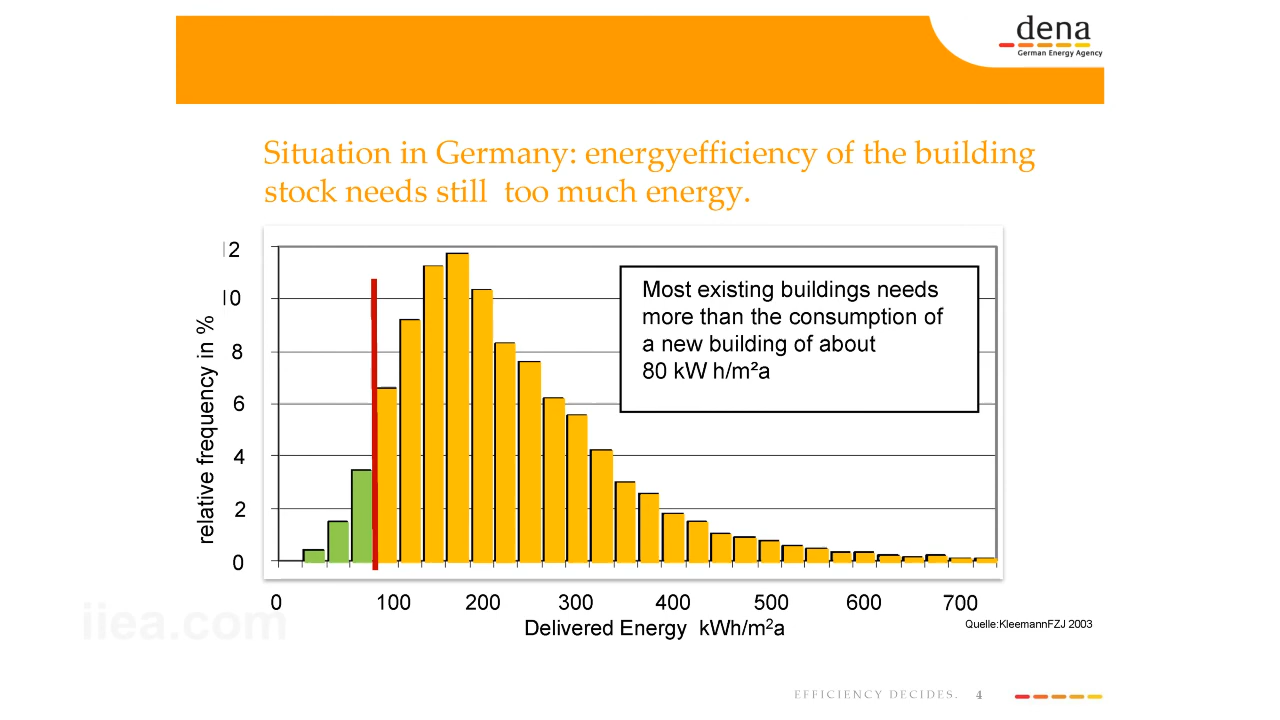 dena
German Energy Agency
Situation in Germany: energyefficiency of the building
stock needs still too much energy.
12
10
8
6
4
2
0
relative frequency in %
Most existing buildings needs
more than the consumption of
a new building of about
80 kW h/m²a
0 100 200 300 400 500 600 700
Delivered Energy kWh/m²a
Quelle:KleemannFZJ 2003
iiea.com
EFFICIENCY DECIDES. 4